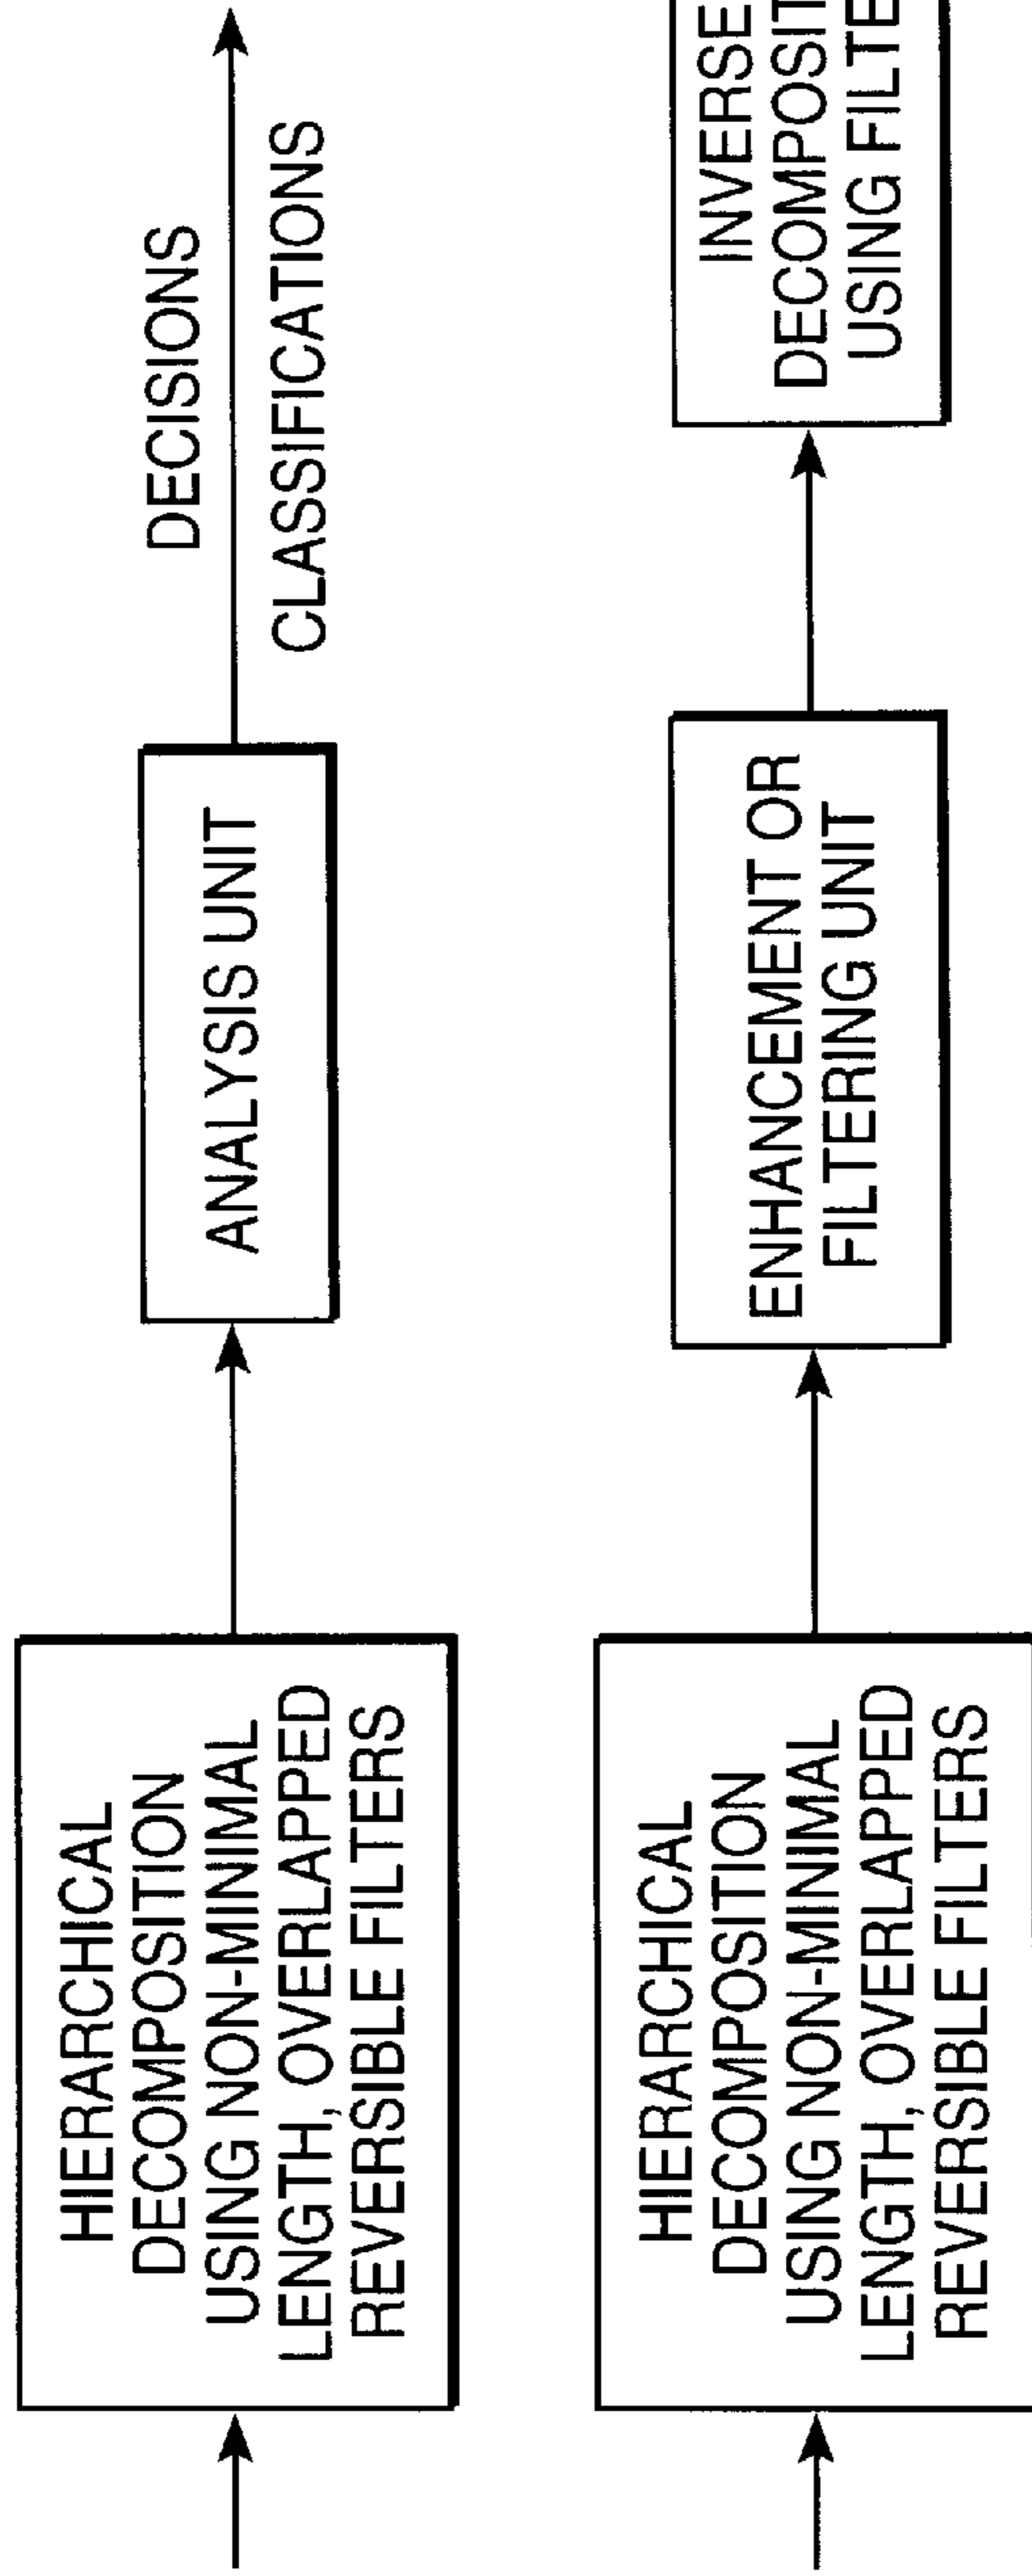 HIERARCHICAL
DECOMPOSITION
USING NON-MINIMAL
LENGTH, OVERLAPPED
REVERSIBLE FILTERS
ANALYSIS UNIT
DECISIONS
CLASSIFICATIONS
HIERARCHICAL
DECOMPOSITION
USING NON-MINIMAL
LENGTH, OVERLAPPED
REVERSIBLE FILTERS
ENHANCEMENT OR
FILTERING UNIT
INVERSE
USING